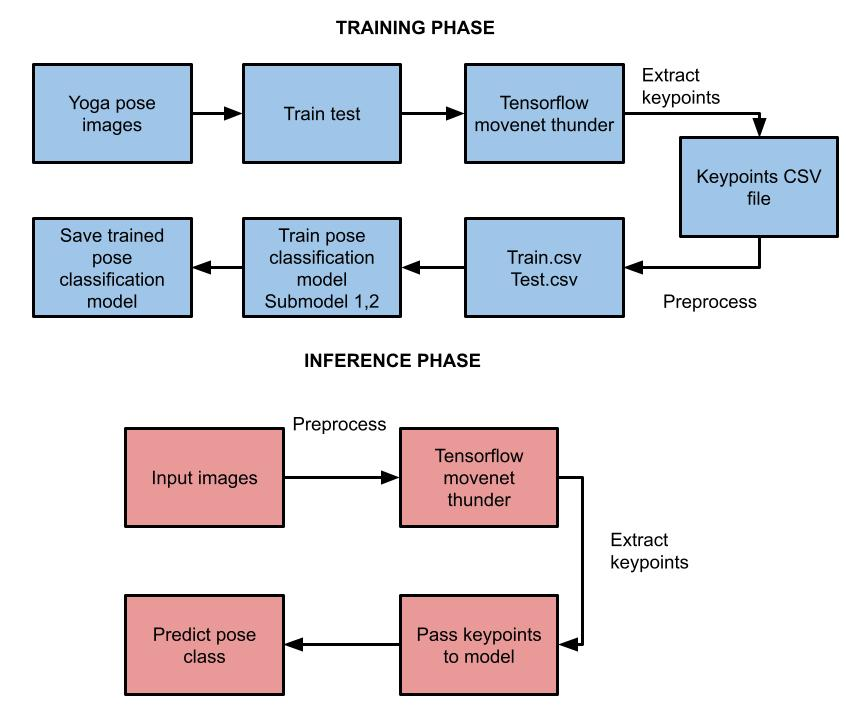 TRAINING PHASE
Yoga pose
images
Train test
Tensorflow
movenet thunder
Extract
keypoints
Keypoints CSV
file
Preprocess
Train.csv
Test.csv
Train pose
classification
model
Submodel 1,2
Save trained
pose
classification
model
INFERENCE PHASE
Input images
Preprocess
Tensorflow
movenet
thunder
Extract
keypoints
Pass keypoints
to model
Predict pose
class